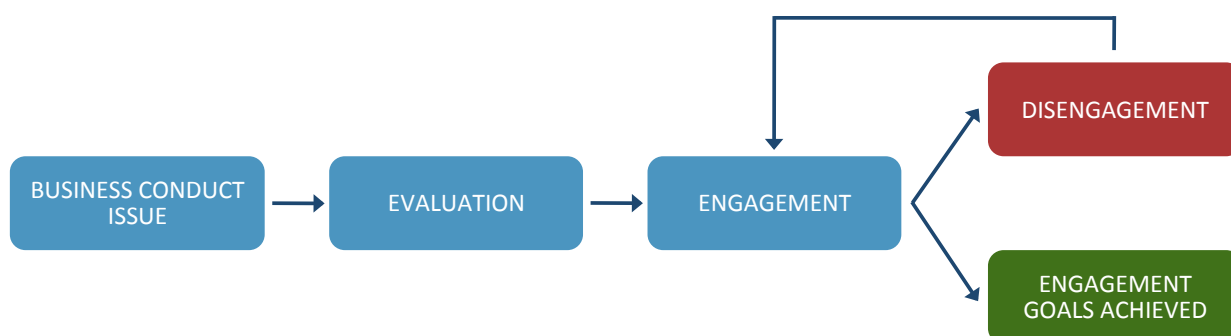 BUSINESS CONDUCT
ISSUE
EVALUATION
ENGAGEMENT
DISENGAGEMENT
ENGAGEMENT
GOALS ACHIEVED